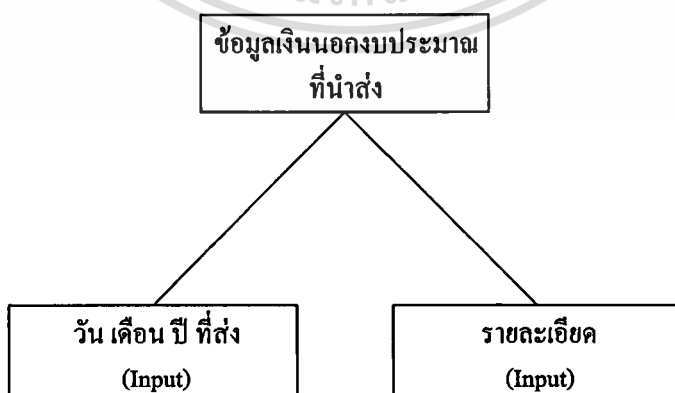 ข้อมูลเงินนอกงบประมาณ
ที่นำส่ง
วัน เดือน ปี ที่ส่ง
(Input)
รายละเอียด
(Input)